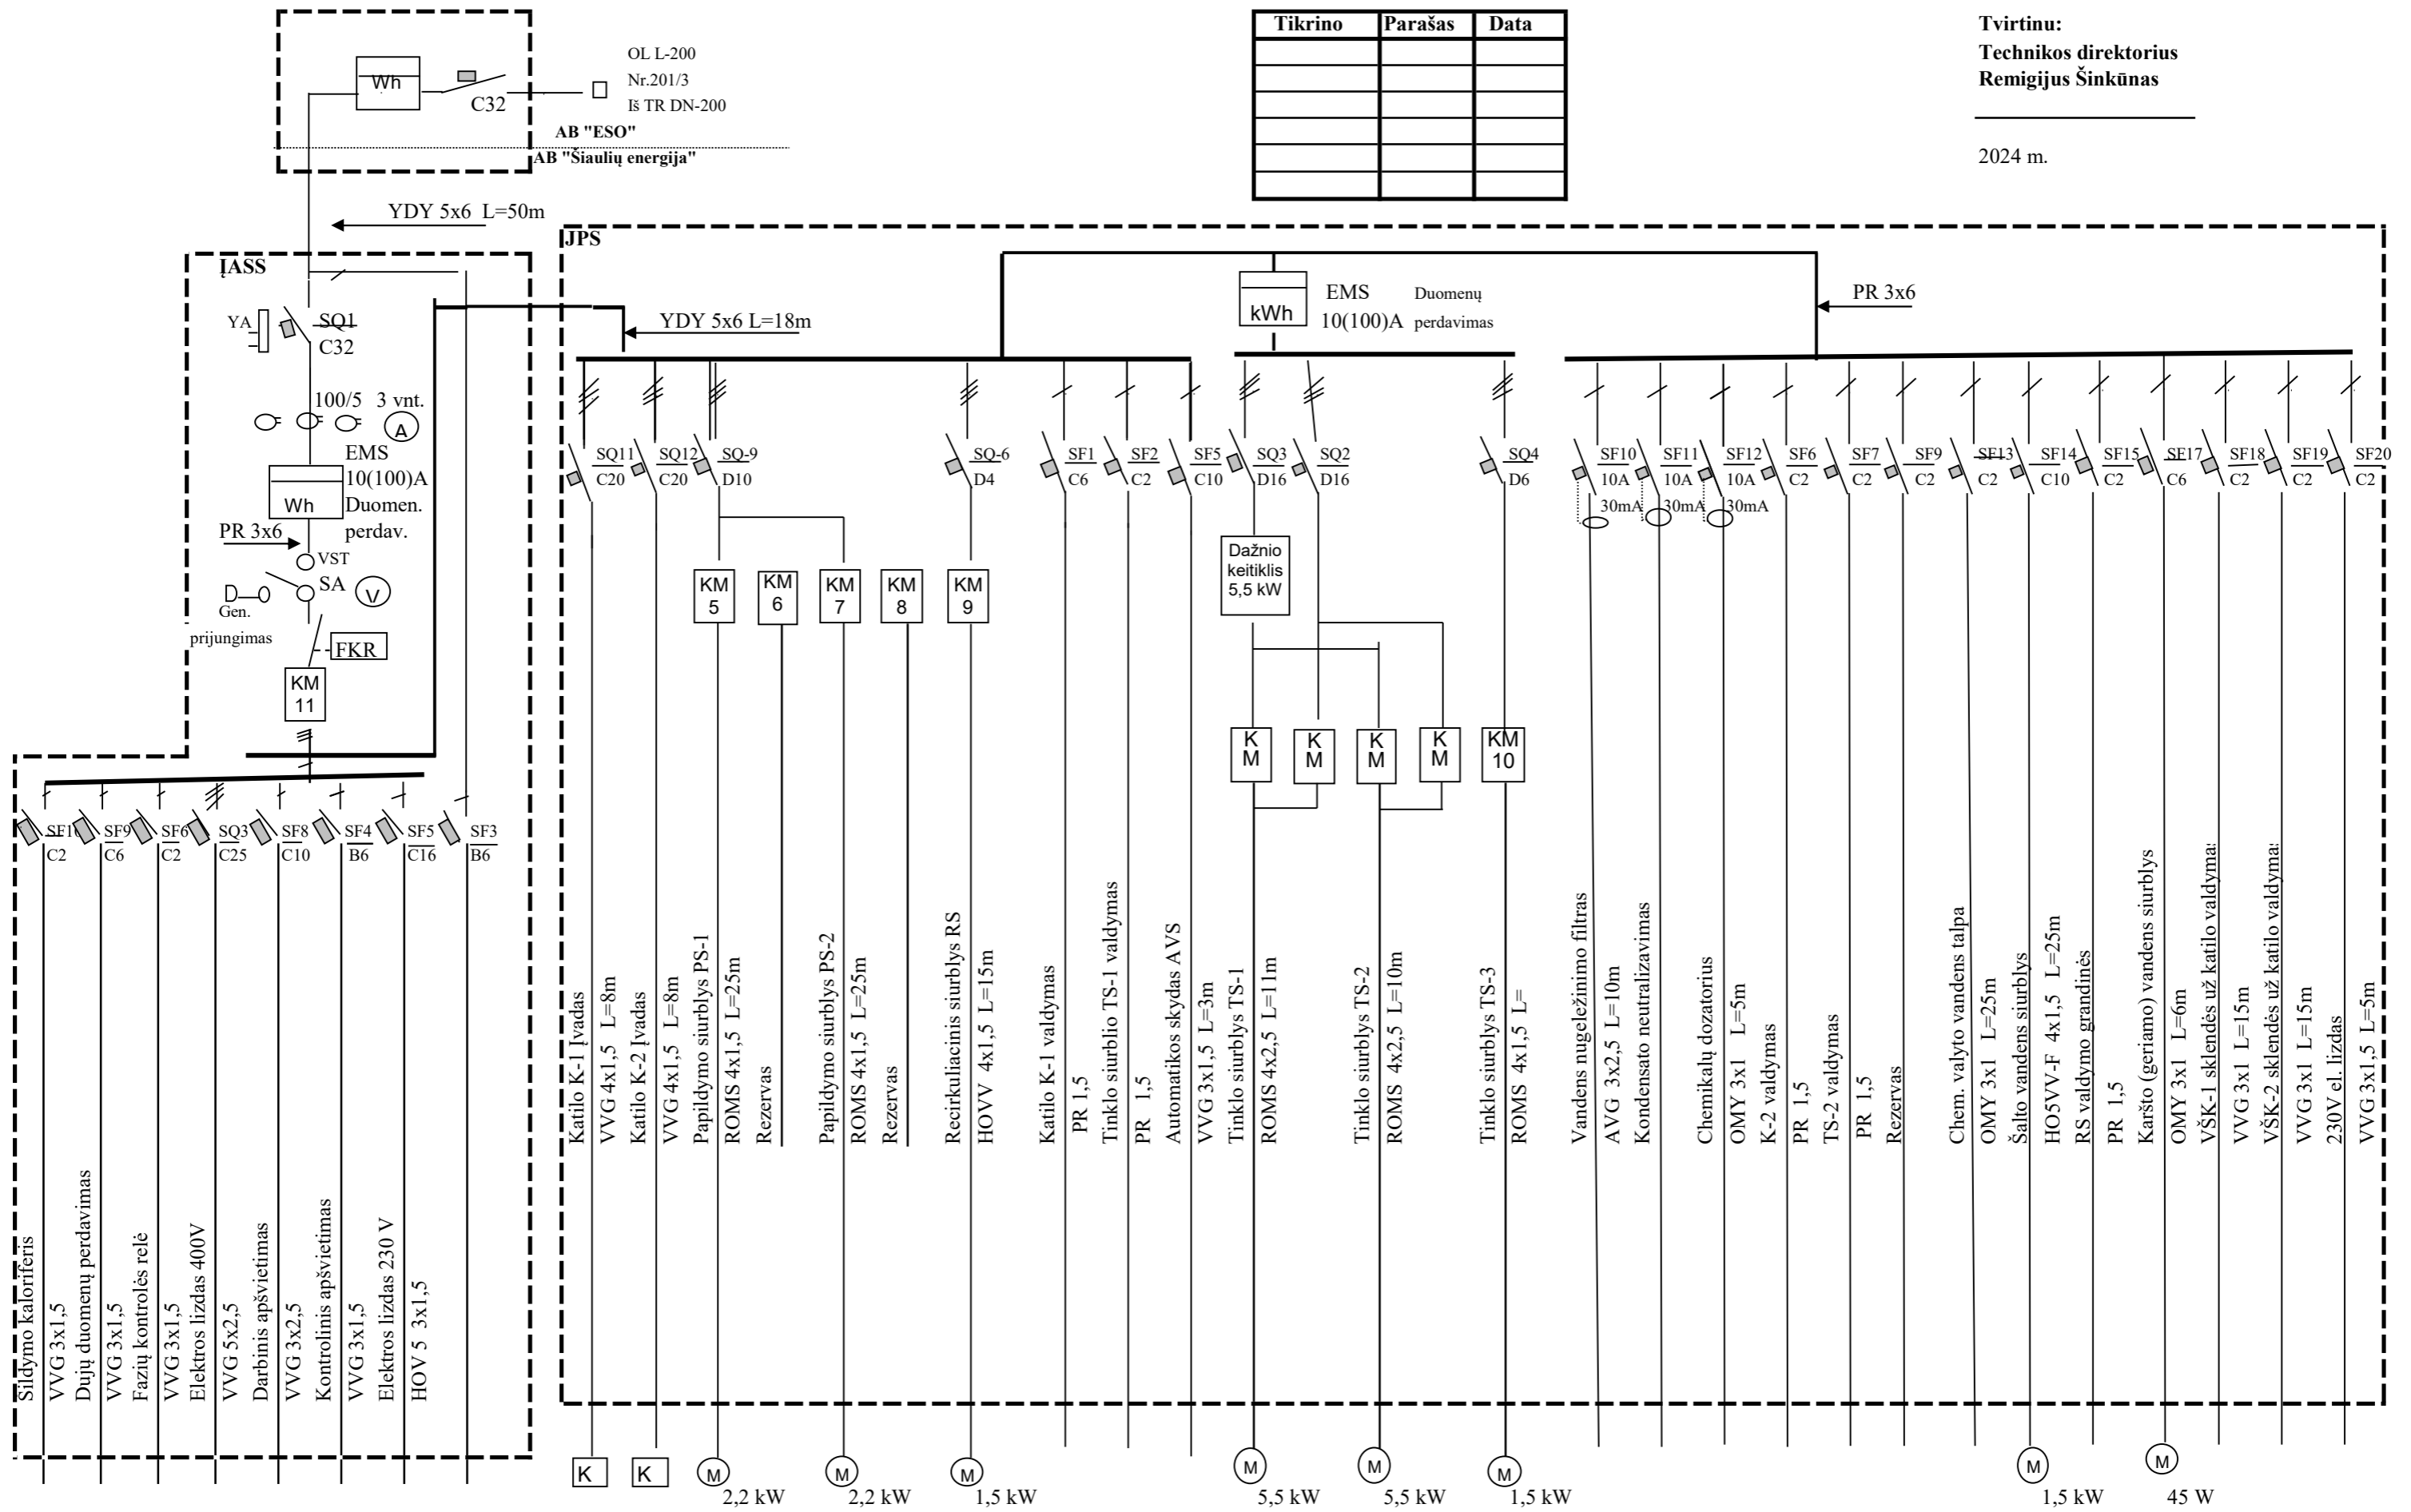 Tikrino Parašas Data
Tvirtinu:
Technikos direktorius
Remigijus Šinkūnas
2024 m.
Wh
C32
OL L-200
Nr.201/3
Iš TR DN-200
AB "ESO"
AB "Šiaulių energija"
YDY 5x6 L=50m
ĮASS
YA
SQ1
C32
100/5 3 vnt.
A
EMS
10(100)A
Wh
Duomen.
perdav.
PR 3x6
VST
SA
V
Gen.
prijungimas
FKR
KM
11
SF10
C2
SF9
C6
SF6
C2
SQ3
C25
SF8
C10
SF4
B6
SF5
C16
SF3
B6
Šildymo kaloriferis
VVG 3x1,5
Dujų duomenų perdavimas
VVG 3x1,5
Fazių kontrolės relė
VVG 3x1,5
Elektros lizdas 400V
VVG 5x2,5
Darbinis apšvietimas
VVG 3x2,5
Kontrolinis apšvietimas
VVG 3x1,5
Elektros lizdas 230 V
HOV 5 3x1,5
JPS
YDY 5x6 L=18m
kWh
EMS
10(100)A
Duomenų
perdavimas
PR 3x6
SQ11
C20
SQ12
C20
SQ-9
D10
SQ-6
D4
SF1
C6
SF2
C2
SF5
C10
SQ3
D16
SQ2
D16
SQ4
D6
SF10
10A
30mA
SF11
10A
30mA
SF12
10A
30mA
SF6
C2
SF7
C2
SF9
C2
SF13
C2
SF14
C10
SF15
C2
SF17
C6
SF18
C2
SF19
C2
SF20
C2
Dažnio
keitiklis
5,5 kW
KM
5
KM
6
KM
7
KM
8
KM
9
K
M
K
M
K
M
K
M
KM
10
Katilo K-1 Įvadas
VVG 4x1,5 L=8m
Katilo K-2 Įvadas
VVG 4x1,5 L=8m
Papildymo siurblys PS-1
ROMS 4x1,5 L=25m
Rezervas
Papildymo siurblys PS-2
ROMS 4x1,5 L=25m
Rezervas
Recirkuliacinis siurblys RS
HOVV 4x1,5 L=15m
Katilo K-1 valdymas
PR 1,5
Tinklo siurblio TS-1 valdymas
PR 1,5
Automatikos skydas AVS
VVG 3x1,5 L=3m
Tinklo siurblys TS-1
ROMS 4x2,5 L=11m
Tinklo siurblys TS-2
ROMS 4x2,5 L=10m
Tinklo siurblys TS-3
ROMS 4x1,5 L=
Vandens nugeležinimo filtras
AVG 3x2,5 L=10m
Kondensato neutralizavimas
Chemikalų dozatorius
OMY 3x1 L=5m
K-2 valdymas
PR 1,5
TS-2 valdymas
PR 1,5
Rezervas
Chem. valyto vandens talpa
OMY 3x1 L=25m
Šalto vandens siurblys
HO5VV-F 4x1,5 L=25m
RS valdymo grandinės
PR 1,5
Karšto (geriamo) vandens siurblys
OMY 3x1 L=6m
VŠK-1 sklendės už katilo valdymas
VVG 3x1 L=15m
VŠK-2 sklendės už katilo valdymas
VVG 3x1 L=15m
230V el. lizdas
VVG 3x1,5 L=5m
K
K
M
2,2 kW
M
2,2 kW
M
1,5 kW
M
5,5 kW
M
5,5 kW
M
1,5 kW
M
1,5 kW
M
45 W